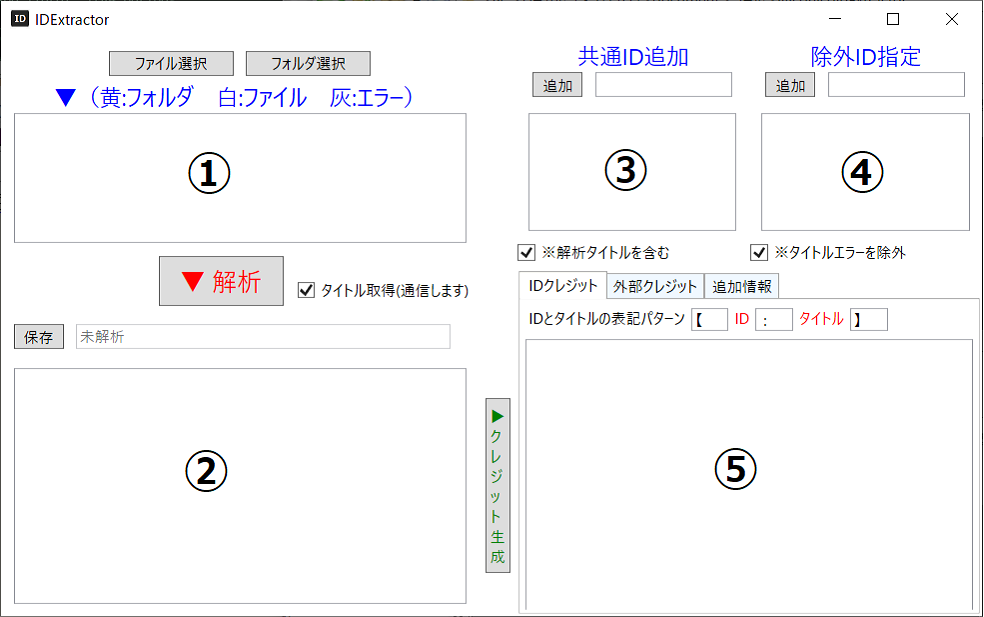 ID IDExtractor
ファイル選択 フォルダ選択
▼（黄:フォルダ　白:ファイル　灰:エラー）
①
▼ 解析
タイトル取得(通信します)
保存 未解析
②
▶クレジット生成
共通ID追加
追加
③
※解析タイトルを含む
除外ID指定
追加
④
※タイトルエラーを除外
IDクレジット 外部クレジット 追加情報
IDとタイトルの表記パターン 【 ID ： タイトル 】
⑤